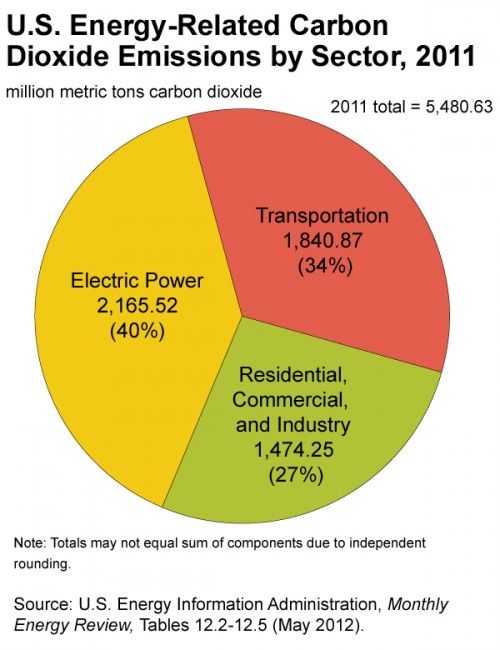 U.S. Energy-Related Carbon
Dioxide Emissions by Sector, 2011
million metric tons carbon dioxide
2011 total = 5,480.63
Transportation
1,840.87
(34%)
Electric Power
2,165.52
(40%)
Residential,
Commercial,
and Industry
1,474.25
(27%)
Note: Totals may not equal sum of components due to independent
rounding.
Source: U.S. Energy Information Administration, Monthly
Energy Review, Tables 12.2-12.5 (May 2012).